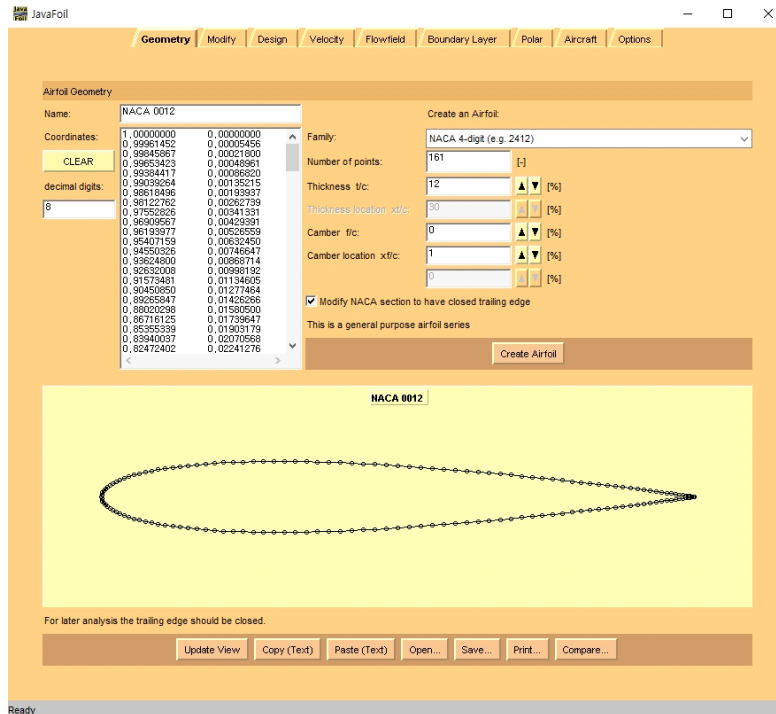 JavaFoil
Geometry Modify Design Velocity Flowfield Boundary Layer Polar Aircraft Options
Airfoil Geometry
Name: NACA 0012
Create an Airfoil:
Coordinates:
CLEAR
decimal digits:
8
1,00000000 0,00000000
0,99961452 0,00005456
0,99845867 0,00021800
0,99653423 0,00048961
0,99384417 0,00086820
0,99039264 0,00135215
0,98618496 0,00193937
0,98122762 0,00262739
0,97552826 0,00341331
0,96909567 0,00429391
0,96193977 0,00526559
0,95407159 0,00632450
0,94550326 0,00746647
0,93624800 0,00868714
0,92632008 0,00998192
0,91573481 0,01134605
0,90450850 0,01277464
0,89265847 0,01426266
0,88020298 0,01580500
0,86716125 0,01739647
0,85355339 0,01903179
0,83940037 0,02070568
0,82472402 0,02241276
Family: NACA 4-digit (e.g. 2412)
Number of points: 161 [-]
Thickness t/c: 12 [%]
Thickness location xt/c: 30 [%]
Camber f/c: 0 [%]
Camber location xf/c: 1 [%]
0 [%]
Modify NACA section to have closed trailing edge
This is a general purpose airfoil series
Create Airfoil
NACA 0012
For later analysis the trailing edge should be closed.
Update View Copy (Text) Paste (Text) Open... Save... Print... Compare...
Ready